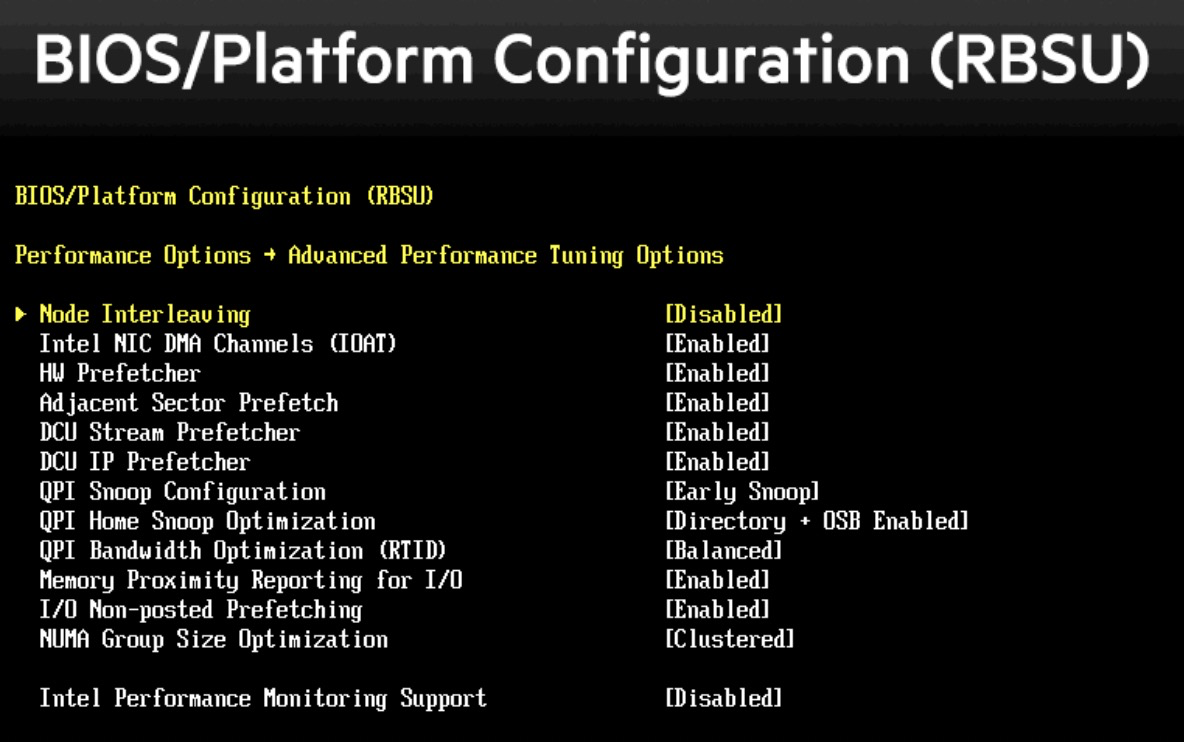 BIOS/Platform Configuration (RBSU)
BIOS/Platform Configuration (RBSU)
Performance Options → Advanced Performance Tuning Options
Node Interleaving [Disabled]
Intel NIC DMA Channels (IOAT) [Enabled]
HW Prefetcher [Enabled]
Adjacent Sector Prefetch [Enabled]
DCU Stream Prefetcher [Enabled]
DCU IP Prefetcher [Enabled]
QPI Snoop Configuration [Early Snoop]
QPI Home Snoop Optimization [Directory + OSB Enabled]
QPI Bandwidth Optimization (RTID) [Balanced]
Memory Proximity Reporting for I/O [Enabled]
I/O Non-posted Prefetching [Enabled]
NUMA Group Size Optimization [Clustered]
Intel Performance Monitoring Support [Disabled]